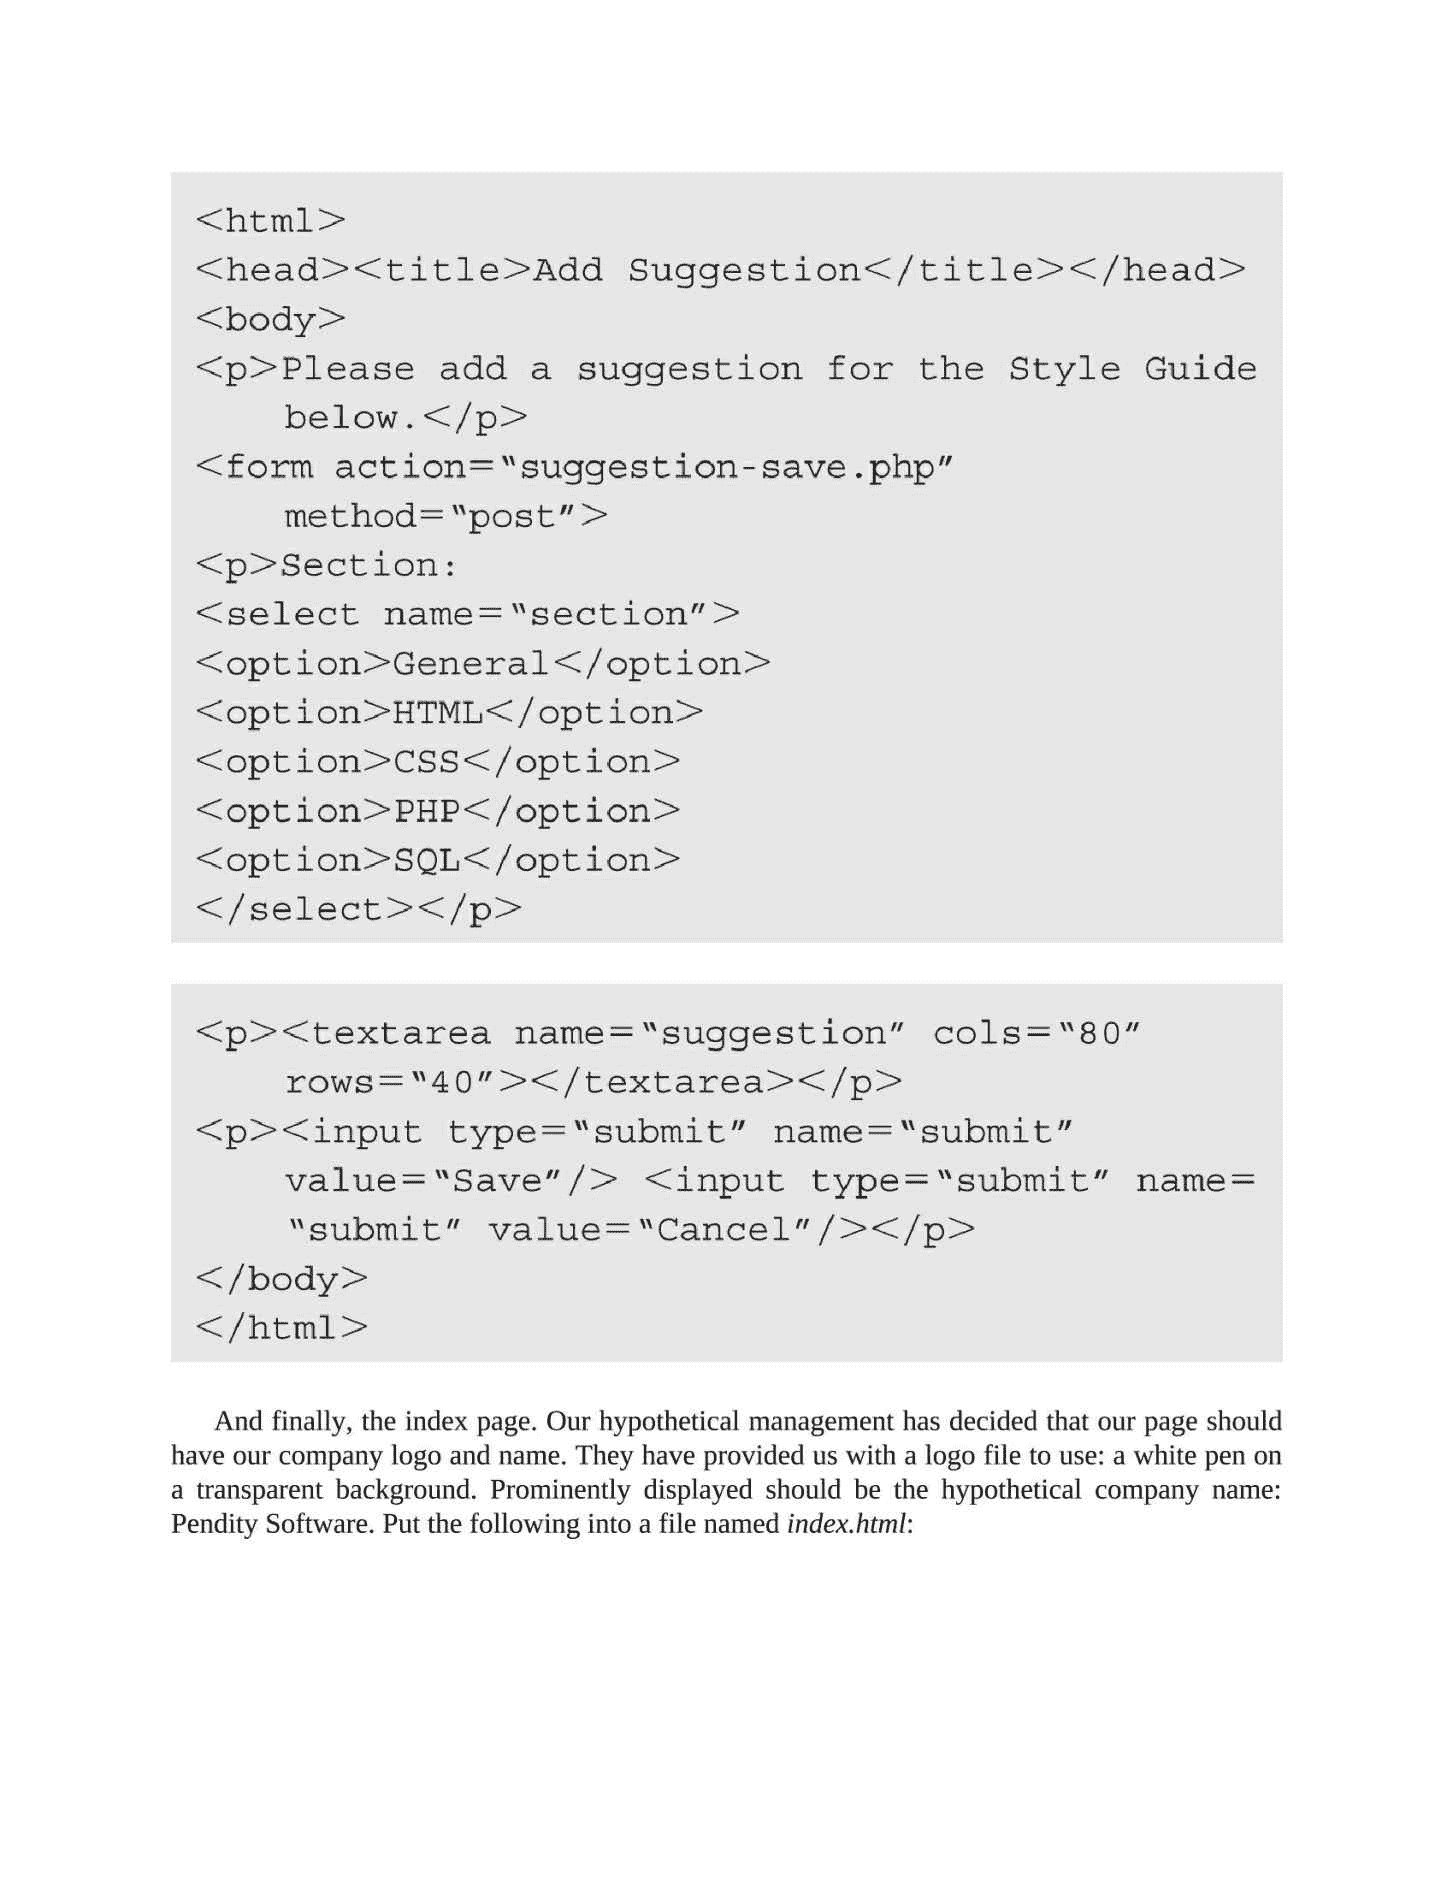 <html>
<head><title>Add Suggestion</title></head>
<body>
<p>Please add a suggestion for the Style Guide
below.</p>
<form action=“suggestion-save.php”
method=“post”>
<p>Section:
<select name=“section”>
<option>General</option>
<option>HTML</option>
<option>CSS</option>
<option>PHP</option>
<option>SQL</option>
</select></p>
<p><textarea name=“suggestion” cols=“80”
rows=“40”></textarea></p>
<p><input type=“submit” name=“submit”
value=“Save”/> <input type=“submit” name=
“submit” value=“Cancel”/></p>
</body>
</html>
And finally, the index page. Our hypothetical management has decided that our page should
have our company logo and name. They have provided us with a logo file to use: a white pen on
a transparent background. Prominently displayed should be the hypothetical company name:
Pendity Software. Put the following into a file named index.html: